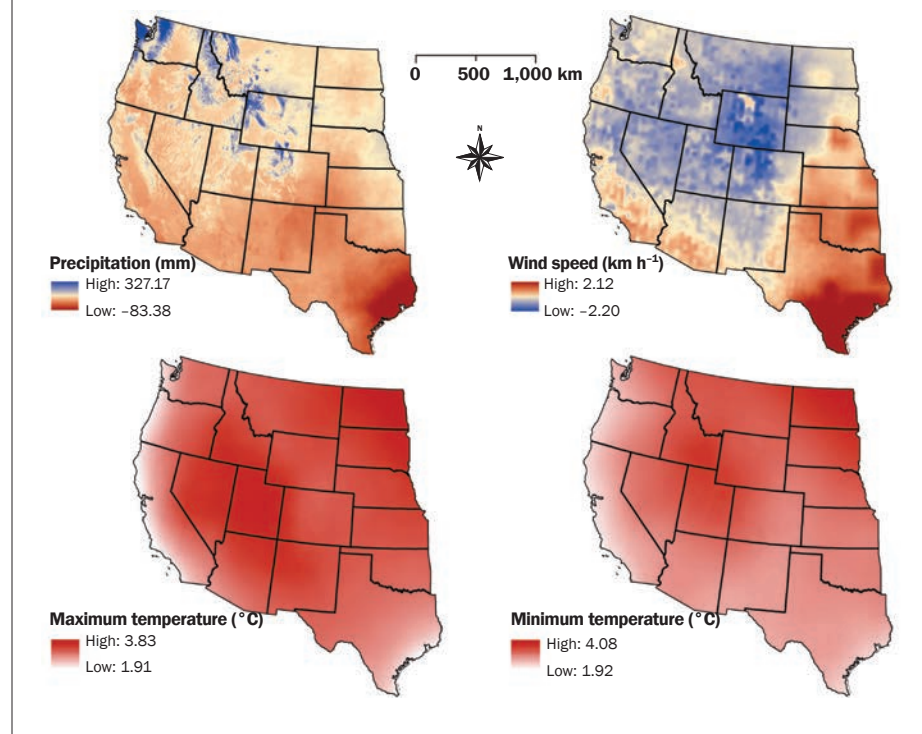 0 500 1,000 km
N
Precipitation (mm)
High: 327.17
Low: –83.38
Wind speed (km h⁻¹)
High: 2.12
Low: –2.20
Maximum temperature (°C)
High: 3.83
Low: 1.91
Minimum temperature (°C)
High: 4.08
Low: 1.92